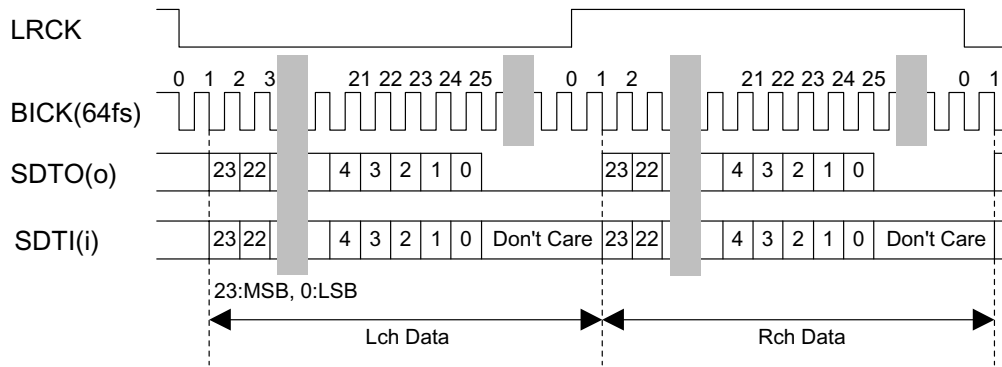 LRCK
0 1 2 3 21 22 23 24 25 0 1 2 21 22 23 24 25 0 1
BICK(64fs)
SDTO(o) 23 22 4 3 2 1 0 23 22 4 3 2 1 0
SDTI(i) 23 22 4 3 2 1 0 Don't Care 23 22 4 3 2 1 0 Don't Care
23:MSB, 0:LSB
Lch Data Rch Data